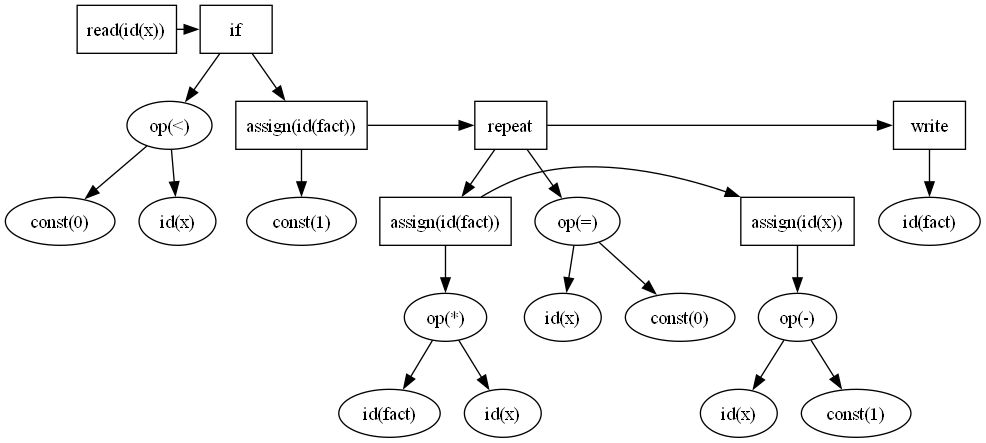 read(id(x))
if
op(<)
assign(id(fact))
repeat
write
const(0)
id(x)
const(1)
assign(id(fact))
op(=)
assign(id(x))
id(fact)
op(*)
id(x)
const(0)
op(-)
id(fact)
id(x)
id(x)
const(1)